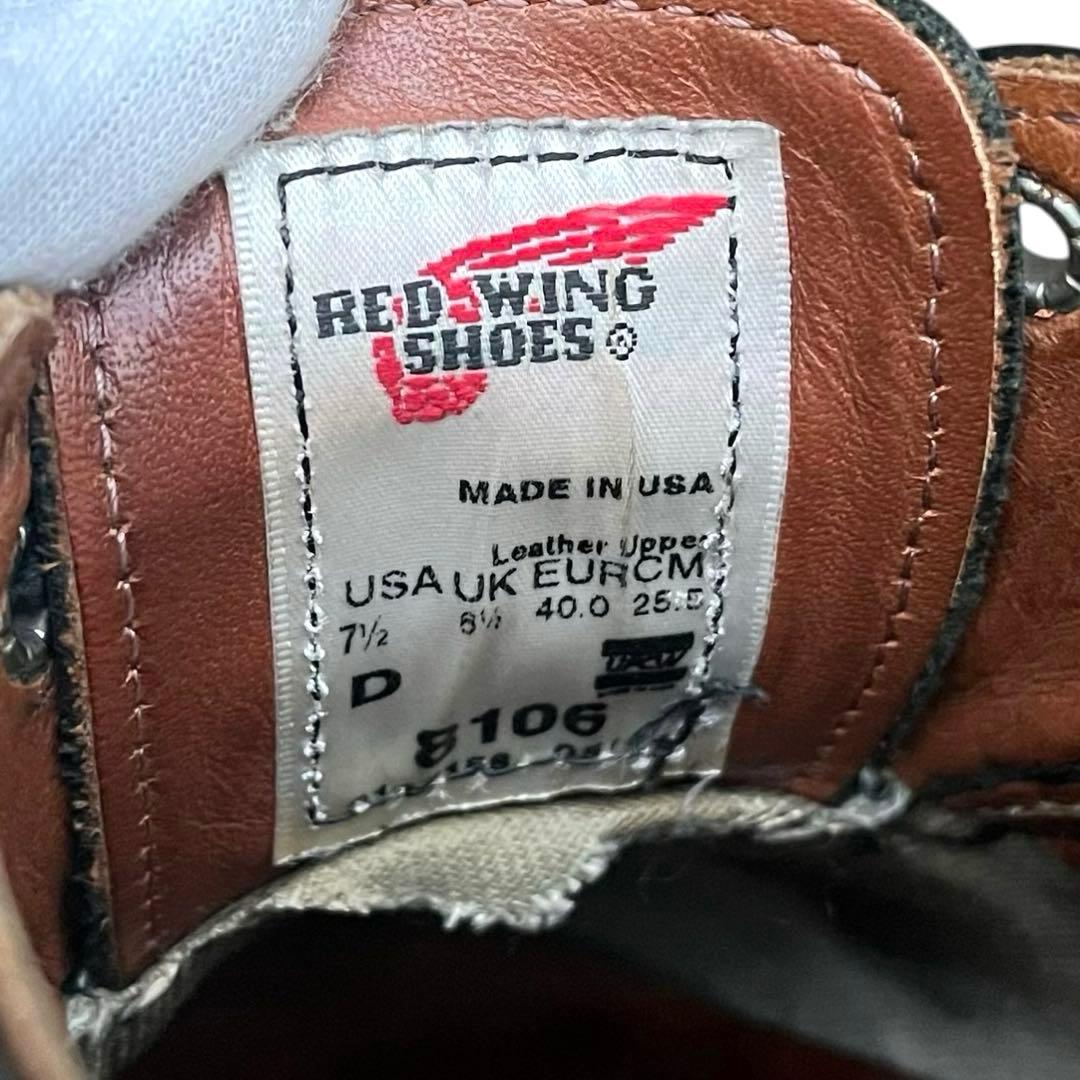 RED WING
SHOES®
MADE IN USA
Leather Upper
USA UK EUR CM
7½ 6½ 40.0 25.5
UFCW
D
8106